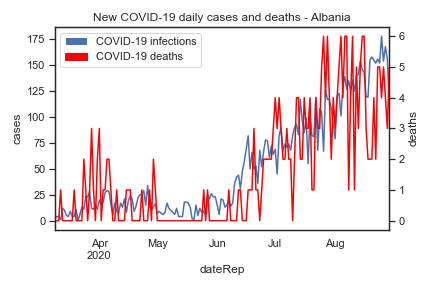 New COVID-19 daily cases and deaths - Albania
COVID-19 infections
COVID-19 deaths
175
150
125
100
75
50
25
0
cases
6
5
4
3
2
1
0
deaths
Apr May Jun Jul Aug
2020
dateRep